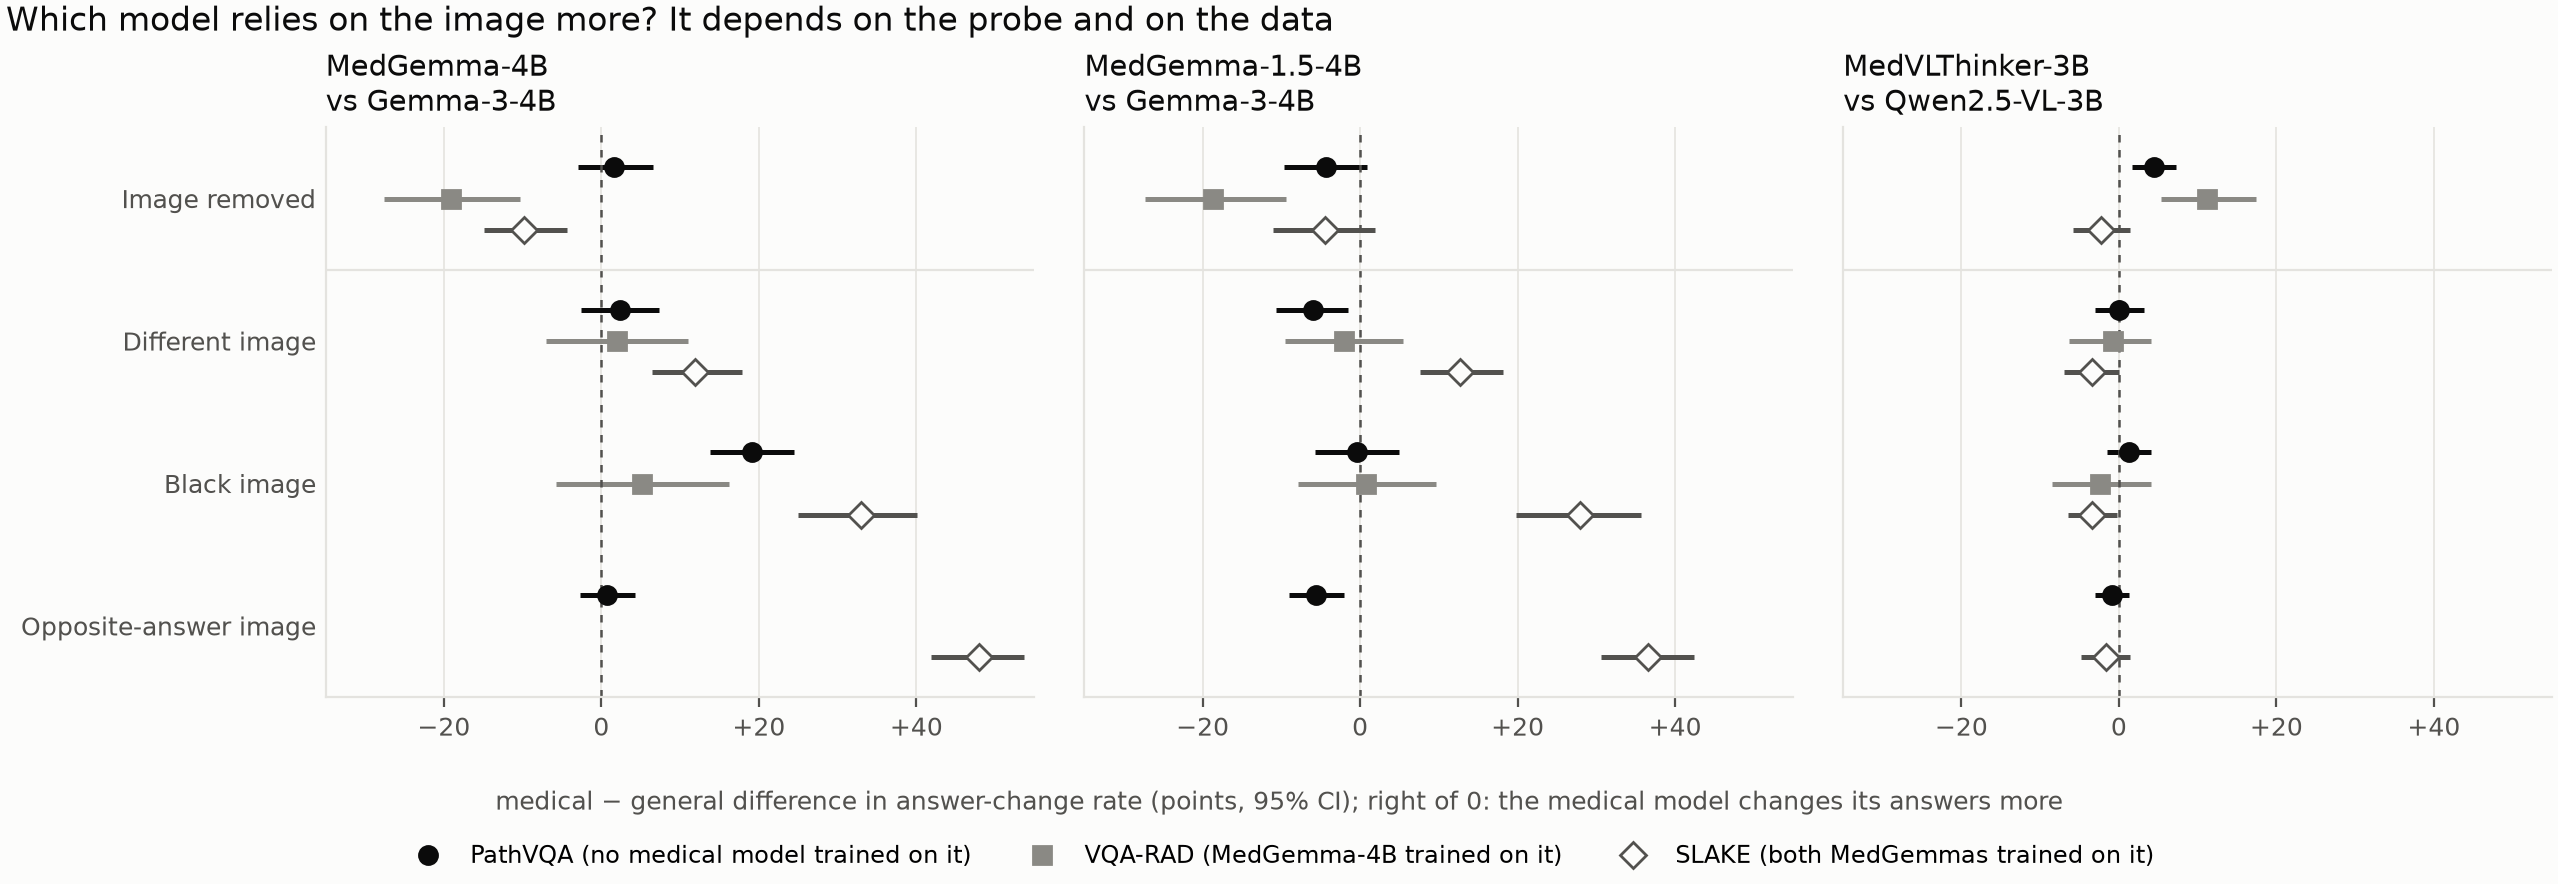 Which model relies on the image more? It depends on the probe and on the data
MedGemma-4B
vs Gemma-3-4B
MedGemma-1.5-4B
vs Gemma-3-4B
MedVLThinker-3B
vs Qwen2.5-VL-3B
Image removed
Different image
Black image
Opposite-answer image
−20 0 +20 +40
−20 0 +20 +40
−20 0 +20 +40
medical − general difference in answer-change rate (points, 95% CI); right of 0: the medical model changes its answers more
PathVQA (no medical model trained on it)
VQA-RAD (MedGemma-4B trained on it)
SLAKE (both MedGemmas trained on it)